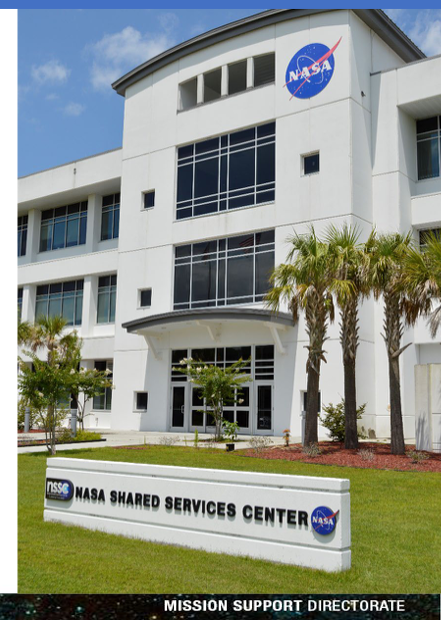 NASA
nssc NASA SHARED SERVICES CENTER NASA
MISSION SUPPORT DIRECTORATE